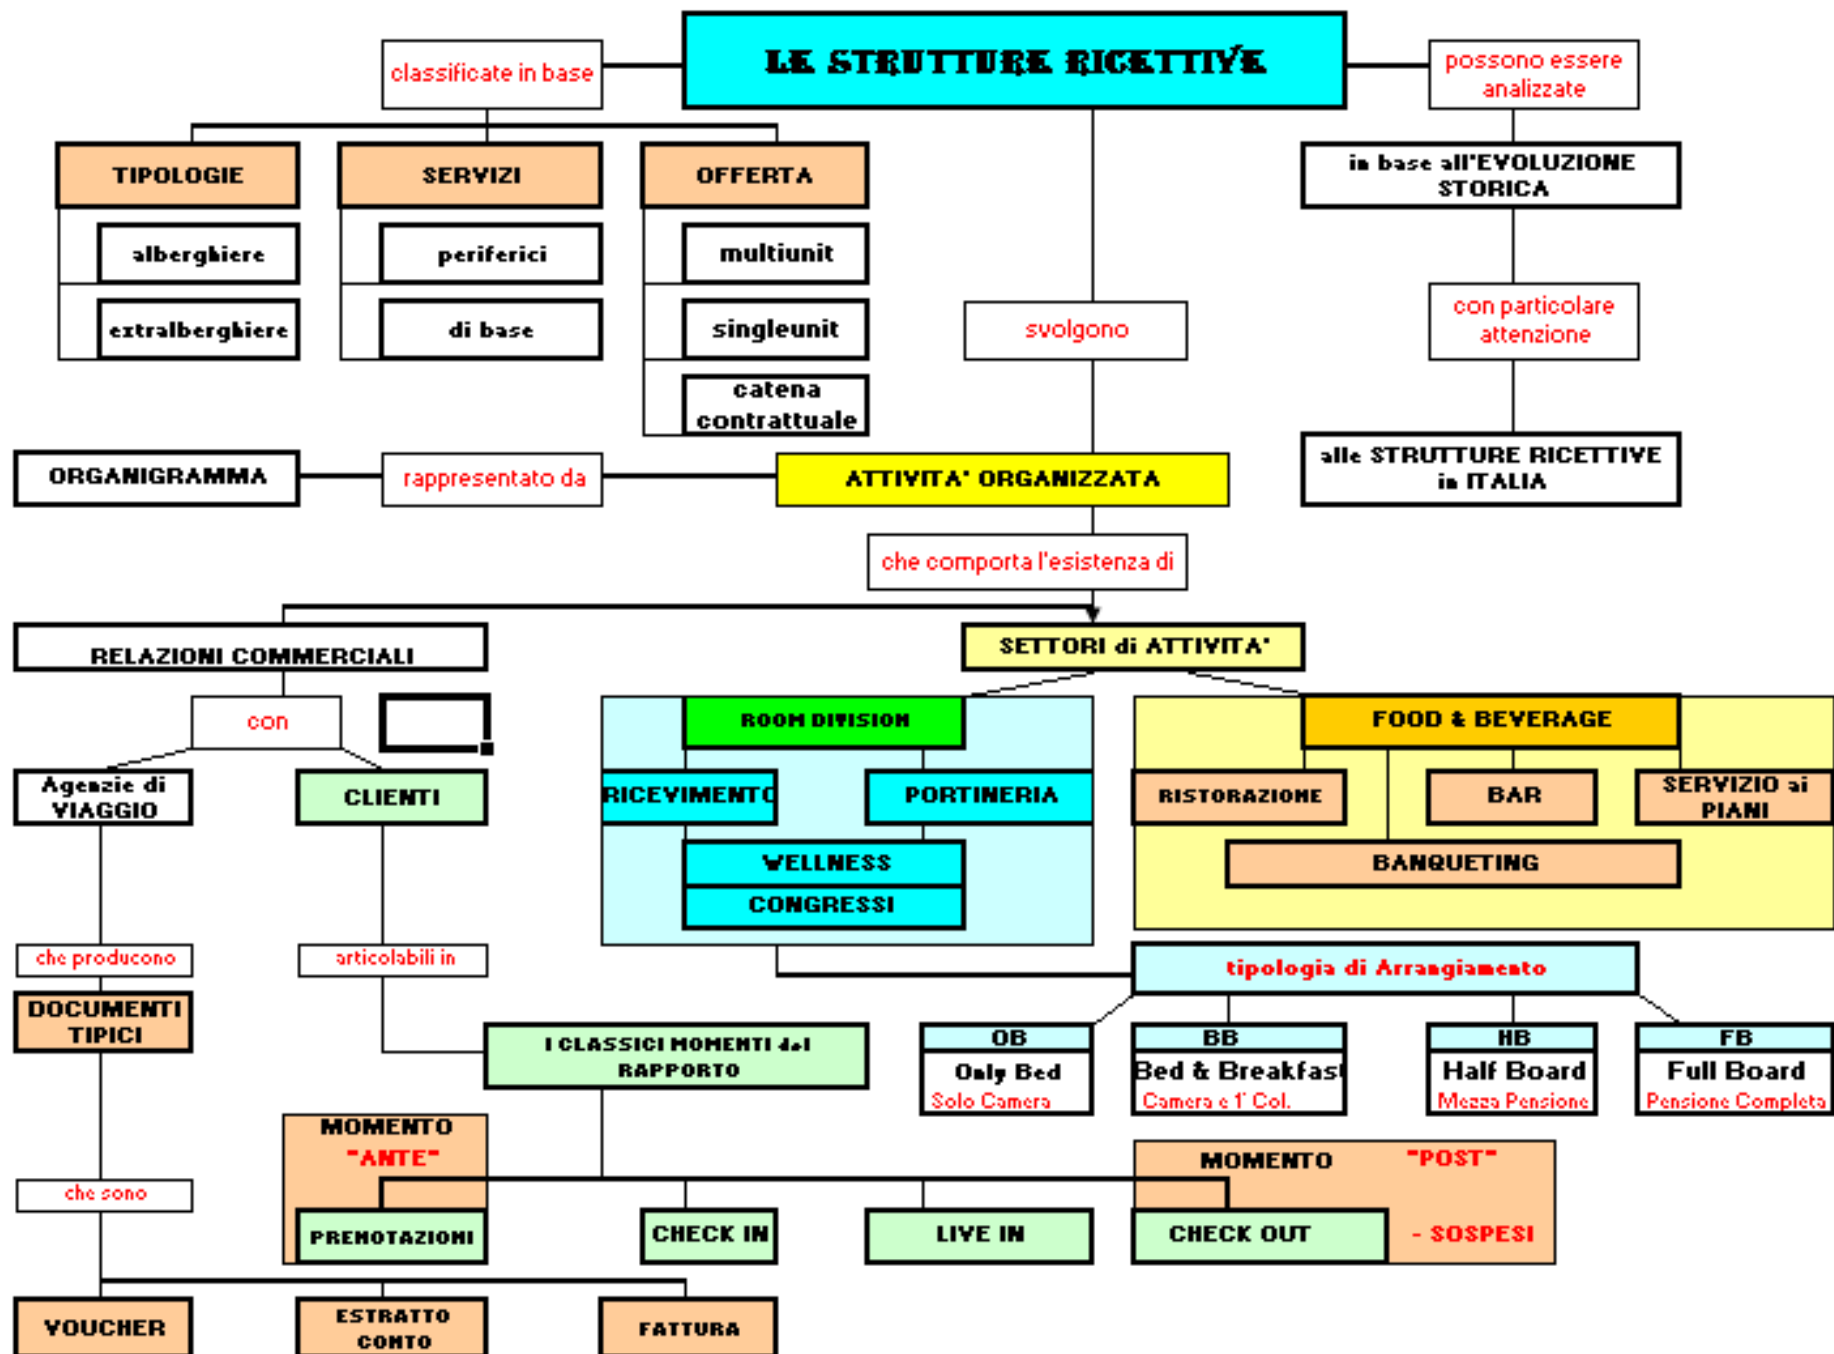 LE STRUTTURE RICETTIVE
classificate in base
possono essere
analizzate
TIPOLOGIE
SERVIZI
OFFERTA
in base all'EVOLUZIONE
STORICA
alberghiere
periferici
multiunit
extralberghiere
di base
singleunit
svolgono
con particolare
attenzione
catena
contrattuale
ORGANIGRAMMA
rappresentato da
ATTIVITA' ORGANIZZATA
alle STRUTTURE RICETTIVE
in ITALIA
che comporta l'esistenza di
RELAZIONI COMMERCIALI
SETTORI di ATTIVITA'
con
ROOM DIVISION
FOOD & BEVERAGE
Agenzie di
VIAGGIO
CLIENTI
RICEVIMENTO
PORTINERIA
RISTORAZIONE
BAR
SERVIZIO ai
PIANI
WELLNESS
CONGRESSI
BANQUETING
che producono
articolabili in
tipologia di Arrangiamento
DOCUMENTI
TIPICI
I CLASSICI MOMENTI del
RAPPORTO
OB
Only Bed
Solo Camera
BB
Bed & Breakfast
Camera e 1' Col.
HB
Half Board
Mezza Pensione
FB
Full Board
Pensione Completa
MOMENTO
"ANTE"
MOMENTO "POST"
che sono
PRENOTAZIONI
CHECK IN
LIVE IN
CHECK OUT
- SOSPESI
VOUCHER
ESTRATTO
CONTO
FATTURA